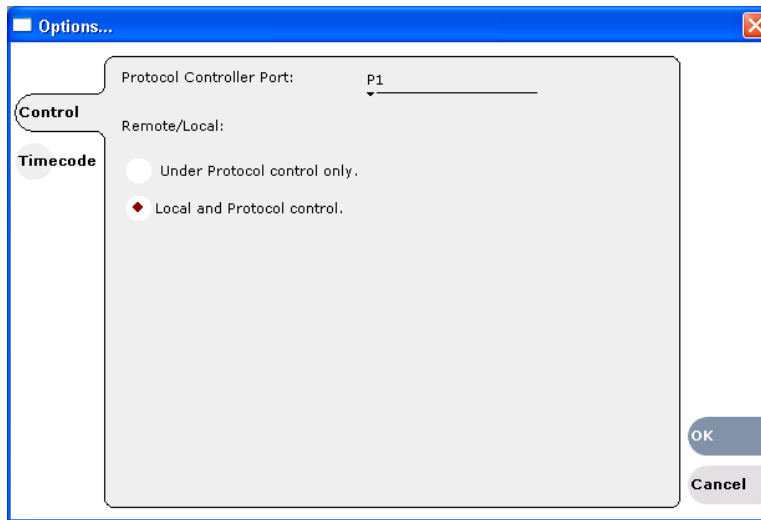 Options...
Protocol Controller Port: P1
Control
Remote/Local:
Timecode
Under Protocol control only.
Local and Protocol control.
OK
Cancel